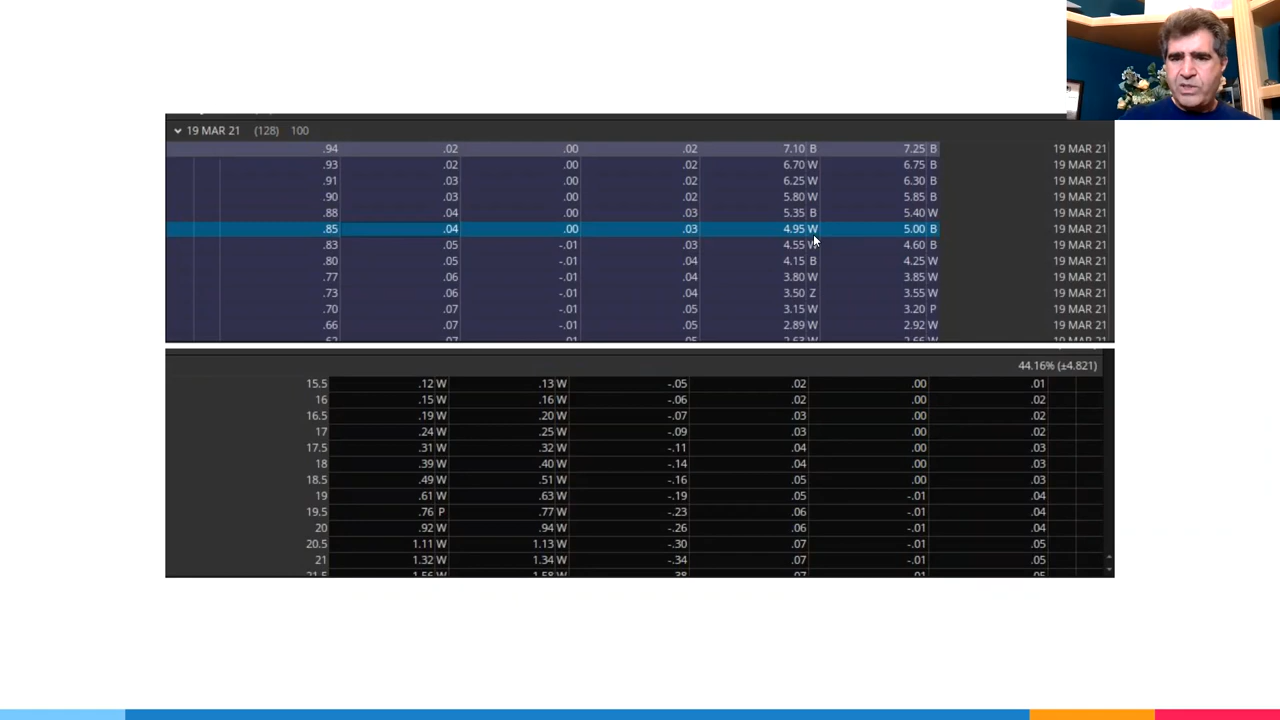 19 MAR 21 (128) 100
.94 .02 .00 .02 7.10 B 7.25 B 19 MAR 21
.93 .02 .00 .02 6.70 W 6.75 B 19 MAR 21
.91 .03 .00 .02 6.25 W 6.30 B 19 MAR 21
.90 .03 .00 .02 5.80 W 5.85 B 19 MAR 21
.88 .04 .00 .03 5.35 B 5.40 W 19 MAR 21
.85 .04 .00 .03 4.95 W 5.00 B 19 MAR 21
.83 .05 -.01 .03 4.55 W 4.60 B 19 MAR 21
.80 .05 -.01 .04 4.15 B 4.25 W 19 MAR 21
.77 .06 -.01 .04 3.80 W 3.85 W 19 MAR 21
.73 .06 -.01 .04 3.50 Z 3.55 W 19 MAR 21
.70 .07 -.01 .05 3.15 W 3.20 P 19 MAR 21
.66 .07 -.01 .05 2.89 W 2.92 W 19 MAR 21
44.16% (±4.821)
15.5 .12 W .13 W -.05 .02 .00 .01
16 .15 W .16 W -.06 .02 .00 .02
16.5 .19 W .20 W -.07 .03 .00 .02
17 .24 W .25 W -.09 .03 .00 .02
17.5 .31 W .32 W -.11 .04 .00 .03
18 .39 W .40 W -.14 .04 .00 .03
18.5 .49 W .51 W -.16 .05 .00 .03
19 .61 W .63 W -.19 .05 -.01 .04
19.5 .76 P .77 W -.23 .06 -.01 .04
20 .92 W .94 W -.26 .06 -.01 .04
20.5 1.11 W 1.13 W -.30 .07 -.01 .05
21 1.32 W 1.34 W -.34 .07 -.01 .05